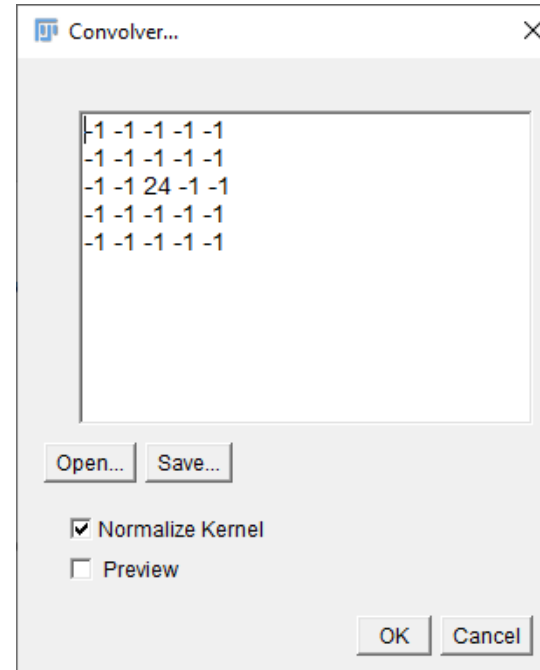 Convolver...
-1 -1 -1 -1 -1
-1 -1 -1 -1 -1
-1 -1 24 -1 -1
-1 -1 -1 -1 -1
-1 -1 -1 -1 -1
Open... Save...
Normalize Kernel
Preview
OK Cancel